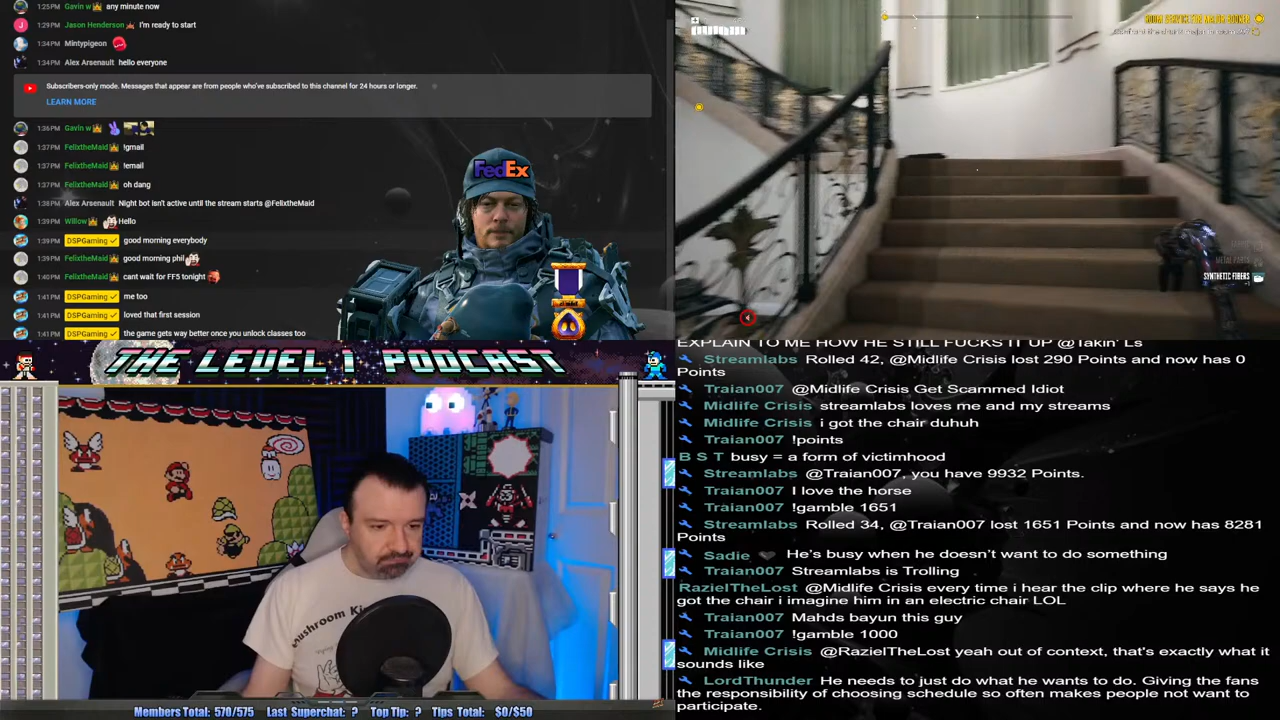 1:25PM Gavin w any minute now
1:29PM Jason Henderson I'm ready to start
1:34PM Mintypigeon
1:34PM Alex Arsenault hello everyone
Subscribers-only mode. Messages that appear are from people who've subscribed to this channel for 24 hours or longer.
LEARN MORE
1:36PM Gavin w
1:37PM FelixtheMaid !gmail
1:37PM FelixtheMaid !email
1:37PM FelixtheMaid oh dang
1:38PM Alex Arsenault Night bot isn't active until the stream starts @FelixtheMaid
1:39PM Willow Hello
1:39PM DSPGaming good morning everybody
1:39PM FelixtheMaid good morning phil
1:40PM FelixtheMaid cant wait for FF5 tonight
1:41PM DSPGaming me too
1:41PM DSPGaming loved that first session
1:41PM DSPGaming the game gets way better once you unlock classes too
FedEx
SYNTHETIC FIBERS
THE LEVEL 1 PODCAST
Mushroom Ki
Members Total: 570/575 Last Superchat: ? Top Tip: ? Tips Total: $0/$50
EXPLAIN TO ME HOW HE STILL FUCKS IT UP @Takin' Ls
Streamlabs Rolled 42, @Midlife Crisis lost 290 Points and now has 0
Points
Traian007 @Midlife Crisis Get Scammed Idiot
Midlife Crisis streamlabs loves me and my streams
Midlife Crisis i got the chair duhuh
Traian007 !points
B S T busy = a form of victimhood
Streamlabs @Traian007, you have 9932 Points.
Traian007 I love the horse
Traian007 !gamble 1651
Streamlabs Rolled 34, @Traian007 lost 1651 Points and now has 8281
Points
Sadie He's busy when he doesn't want to do something
Traian007 Streamlabs is Trolling
RazielTheLost @Midlife Crisis every time i hear the clip where he says he
got the chair i imagine him in an electric chair LOL
Traian007 Mahds bayun this guy
Traian007 !gamble 1000
Midlife Crisis @RazielTheLost yeah out of context, that's exactly what it
sounds like
LordThunder He needs to just do what he wants to do. Giving the fans
the responsibility of choosing schedule so often makes people not want to
participate.